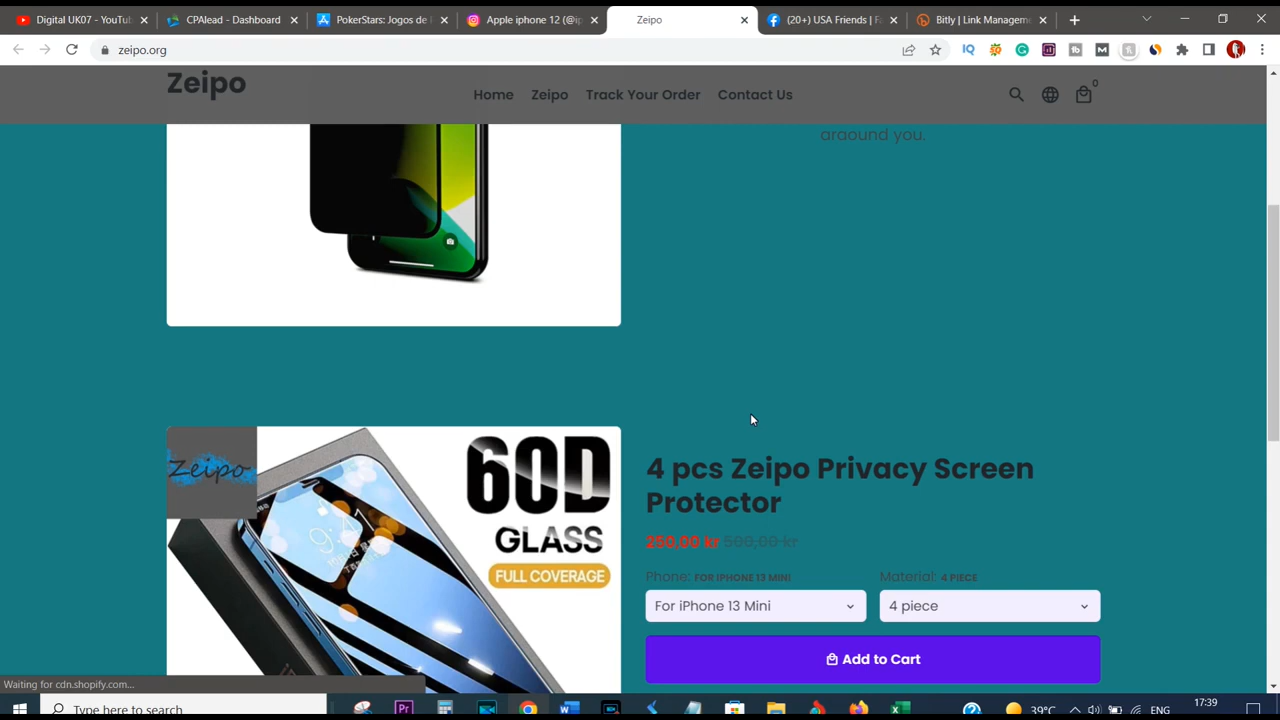 Digital UK07 - YouTu
CPAlead - Dashboard
PokerStars: Jogos de
Apple iphone 12 (@ip
Zeipo
(20+) USA Friends | Fa
Bitly | Link Manageme
zeipo.org
Zeipo
Home
Zeipo
Track Your Order
Contact Us
0
araound you.
Zeipo
60D
GLASS
FULL COVERAGE
4 pcs Zeipo Privacy Screen
Protector
250,00 kr 500,00 kr
Phone: FOR IPHONE 13 MINI
Material: 4 PIECE
For iPhone 13 Mini
4 piece
Add to Cart
Waiting for cdn.shopify.com...
Type here to search
39°C
ENG
17:39